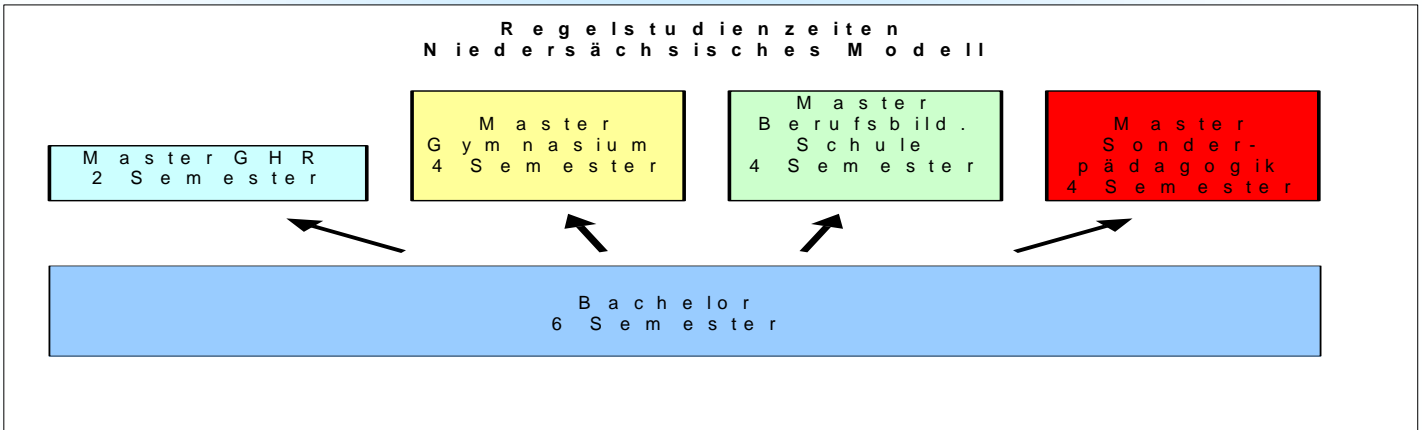 Regelstudienzeiten
Niedersächsisches Modell
Master GHR
2 Semester
Master
Gymnasium
4 Semester
Master
Berufsbild.
Schule
4 Semester
Master
Sonder-
pädagogik
4 Semester
Bachelor
6 Semester